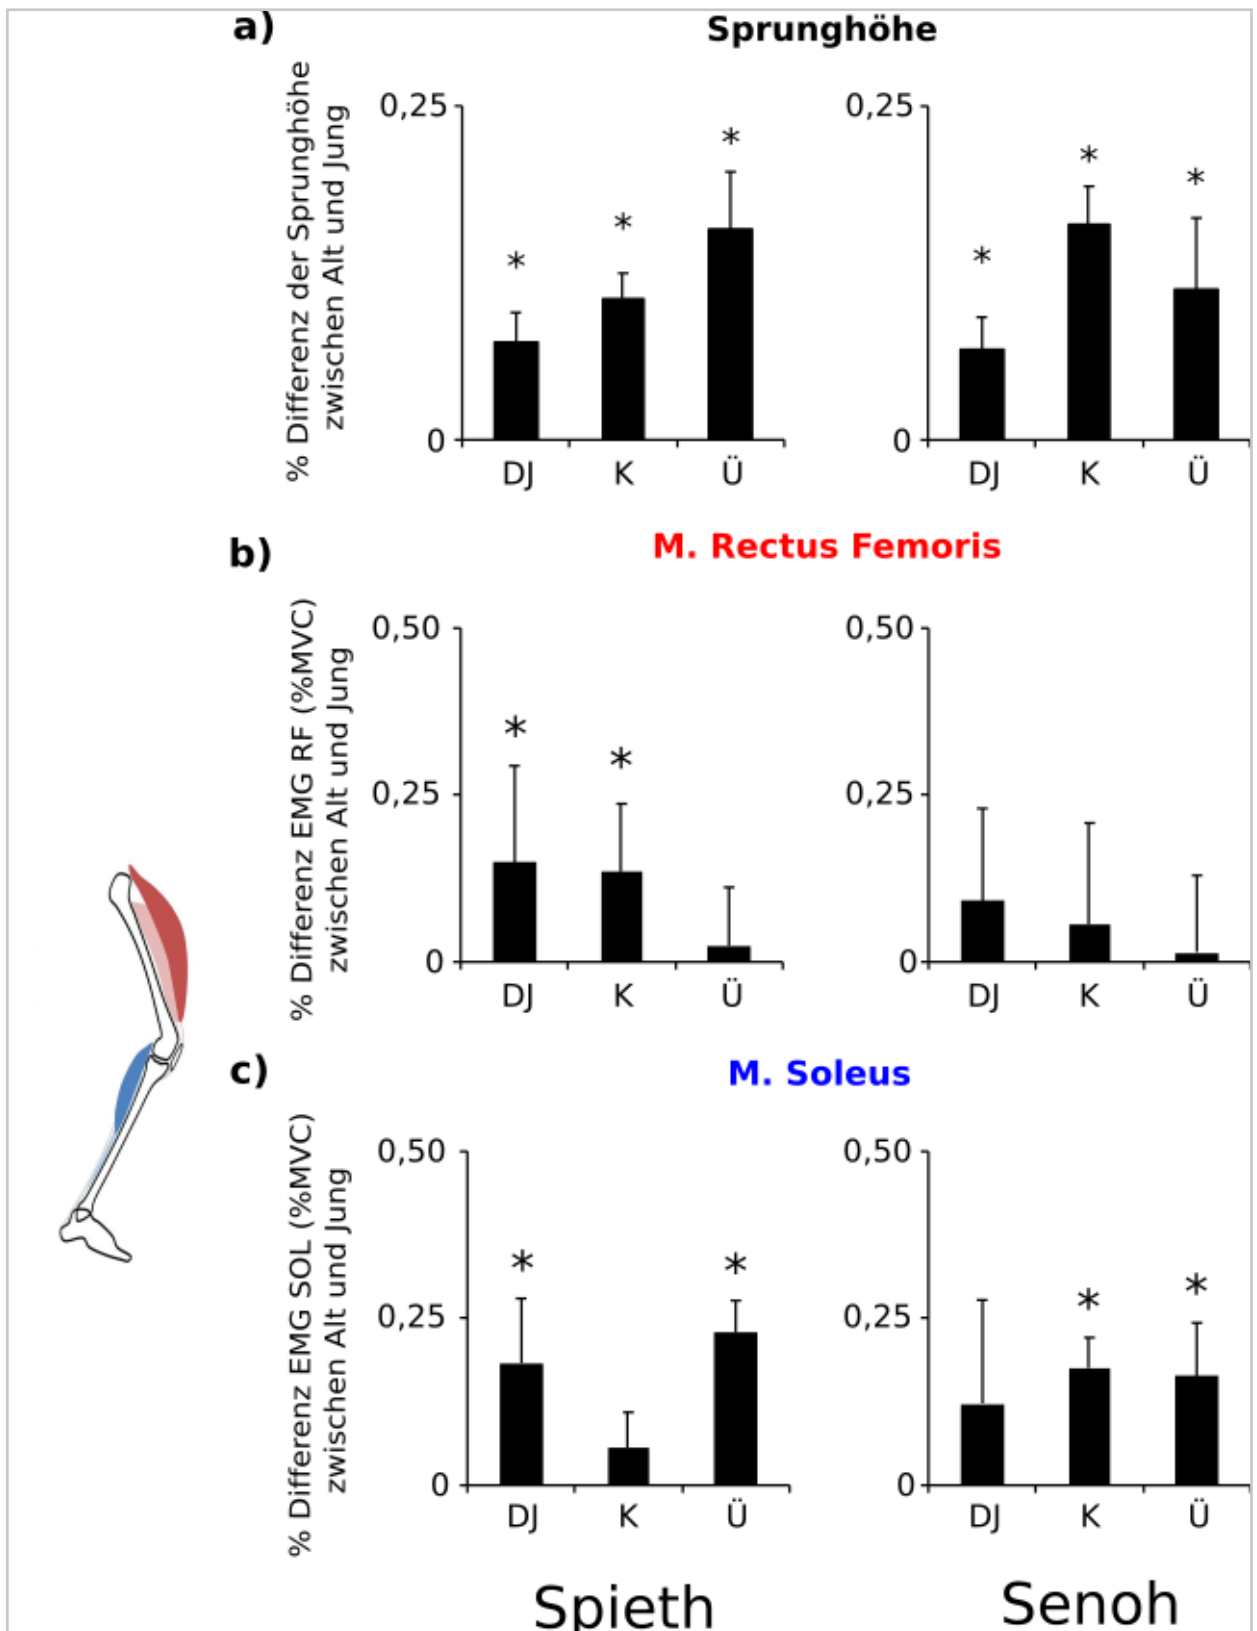 a)
Sprunghöhe
% Differenz der Sprunghöhe
zwischen Alt und Jung
0,25
*
*
*
0
DJ K Ü
0,25
*
*
*
0
DJ K Ü
b)
M. Rectus Femoris
% Differenz EMG RF (%MVC)
zwischen Alt und Jung
0,50
0,25
*
*
0
DJ K Ü
0,50
0,25
0
DJ K Ü
c)
M. Soleus
% Differenz EMG SOL (%MVC)
zwischen Alt und Jung
0,50
0,25
*
*
0
DJ K Ü
0,50
0,25
*
*
0
DJ K Ü
Spieth
Senoh